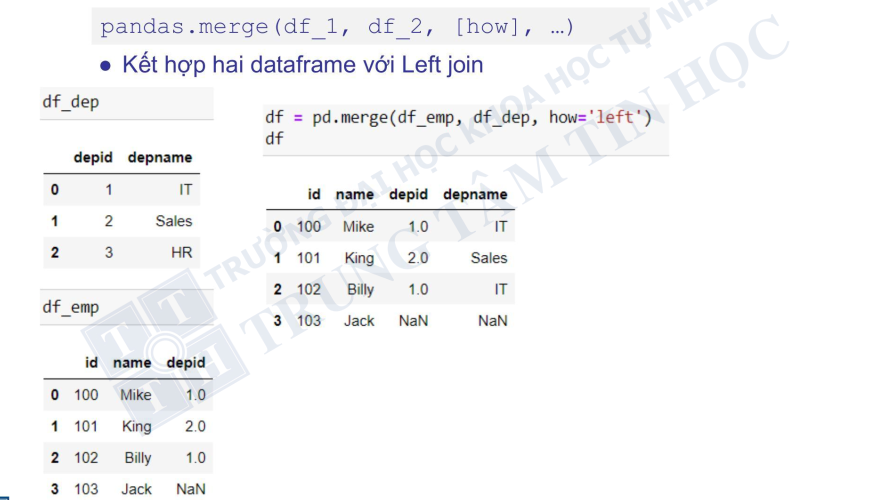 pandas.merge(df_1, df_2, [how], …)
● Kết hợp hai dataframe với Left join
df_dep
depid depname
0 1 IT
1 2 Sales
2 3 HR
df_emp
id name depid
0 100 Mike 1.0
1 101 King 2.0
2 102 Billy 1.0
3 103 Jack NaN
df = pd.merge(df_emp, df_dep, how='left')
df
id name depid depname
0 100 Mike 1.0 IT
1 101 King 2.0 Sales
2 102 Billy 1.0 IT
3 103 Jack NaN NaN
TRƯỜNG ĐẠI HỌC KHOA HỌC TỰ NHI
TRUNG TÂM TIN HỌC